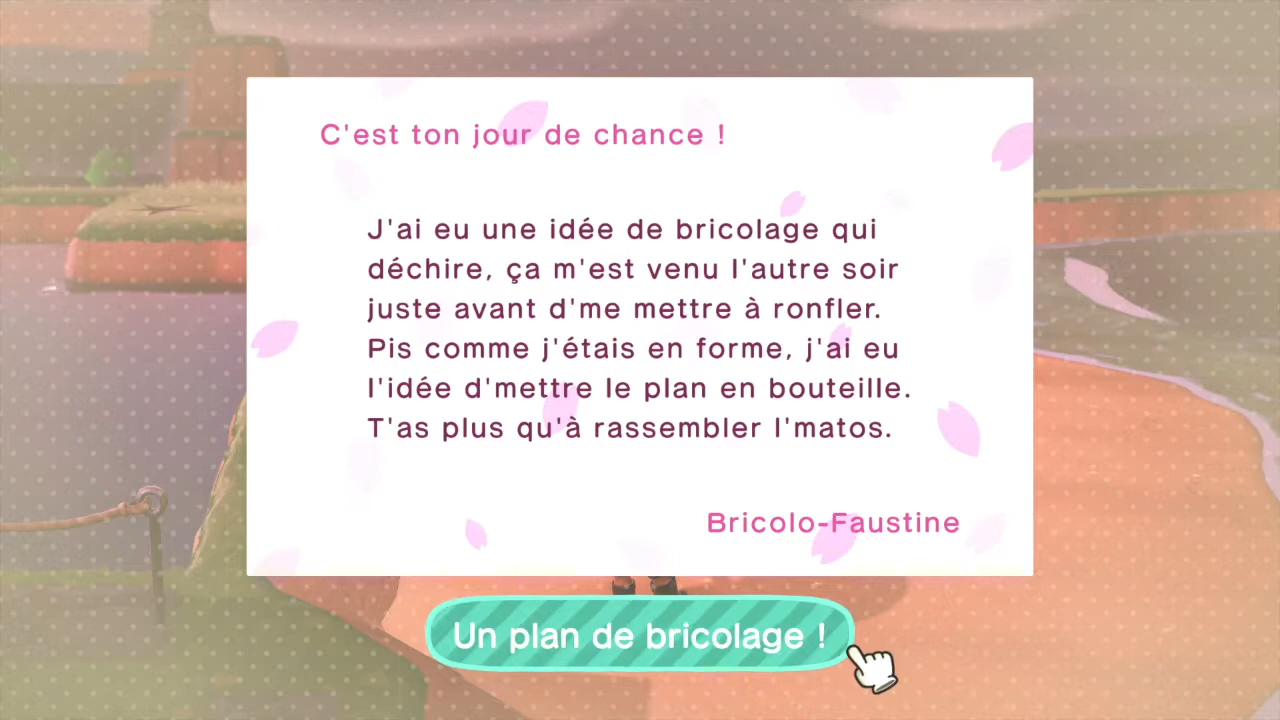 C'est ton jour de chance !
J'ai eu une idée de bricolage qui
déchire, ça m'est venu l'autre soir
juste avant d'me mettre à ronfler.
Pis comme j'étais en forme, j'ai eu
l'idée d'mettre le plan en bouteille.
T'as plus qu'à rassembler l'matos.
Bricolo-Faustine
Un plan de bricolage !